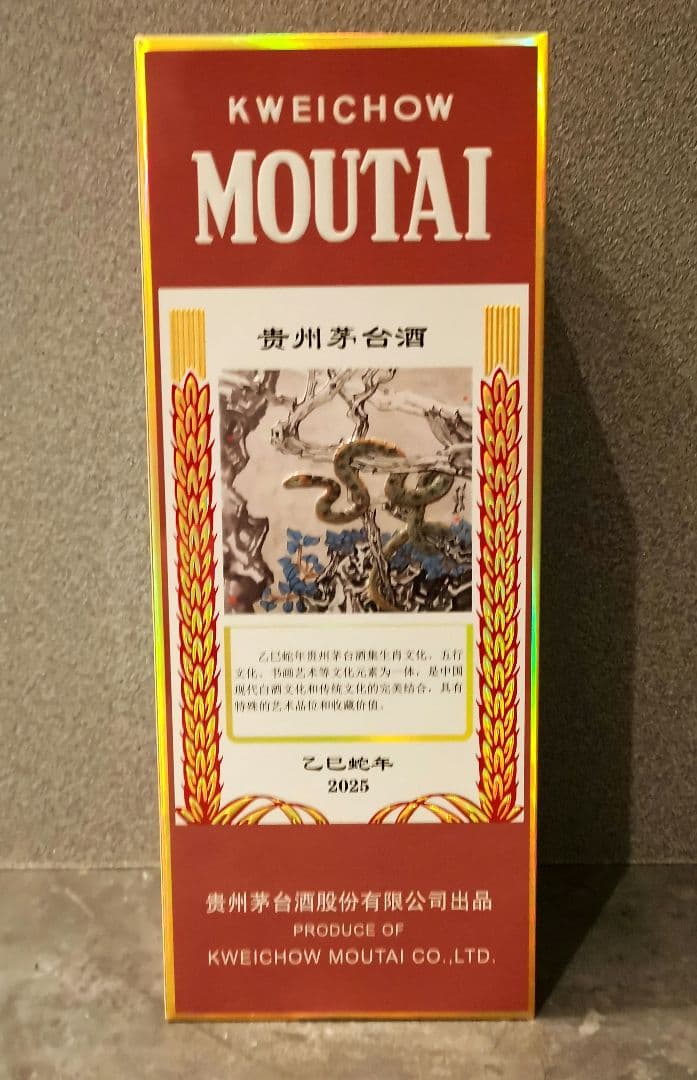 KWEICHOW
MOUTAI
贵州茅台酒
乙巳蛇年贵州茅台酒集生肖文化、五行
文化、书画艺术等文化元素为一体，是中国
现代白酒文化和传统文化的完美结合，具有
特殊的艺术品位和收藏价值。
乙巳蛇年
2025
贵州茅台酒股份有限公司出品
PRODUCE OF
KWEICHOW MOUTAI CO.,LTD.